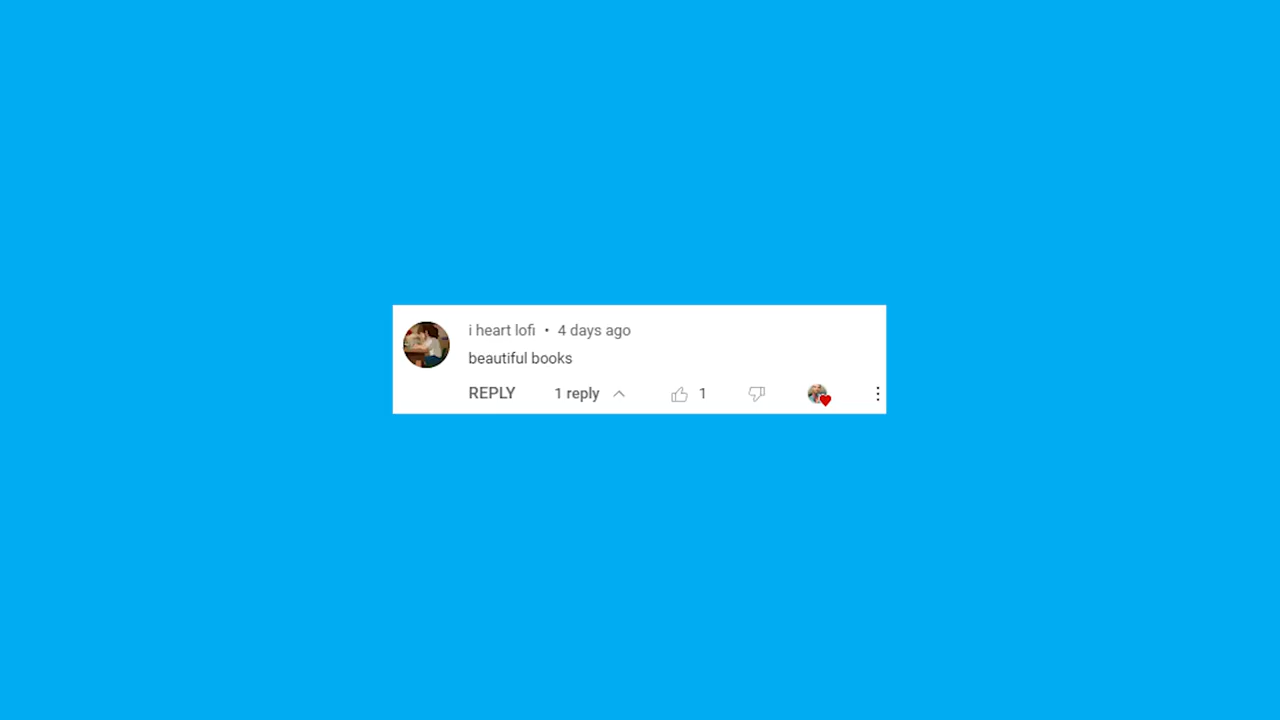 i heart lofi • 4 days ago
beautiful books
REPLY 1 reply 1